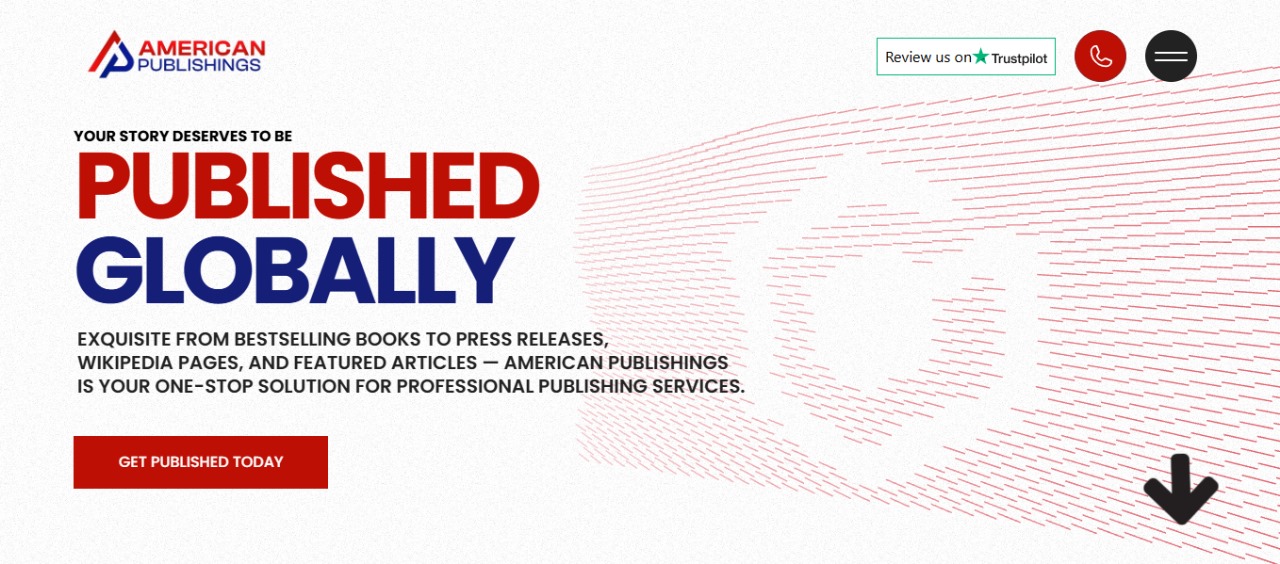 AMERICAN
PUBLISHINGS
Review us on Trustpilot
YOUR STORY DESERVES TO BE
PUBLISHED
GLOBALLY
EXQUISITE FROM BESTSELLING BOOKS TO PRESS RELEASES,
WIKIPEDIA PAGES, AND FEATURED ARTICLES — AMERICAN PUBLISHINGS
IS YOUR ONE-STOP SOLUTION FOR PROFESSIONAL PUBLISHING SERVICES.
GET PUBLISHED TODAY